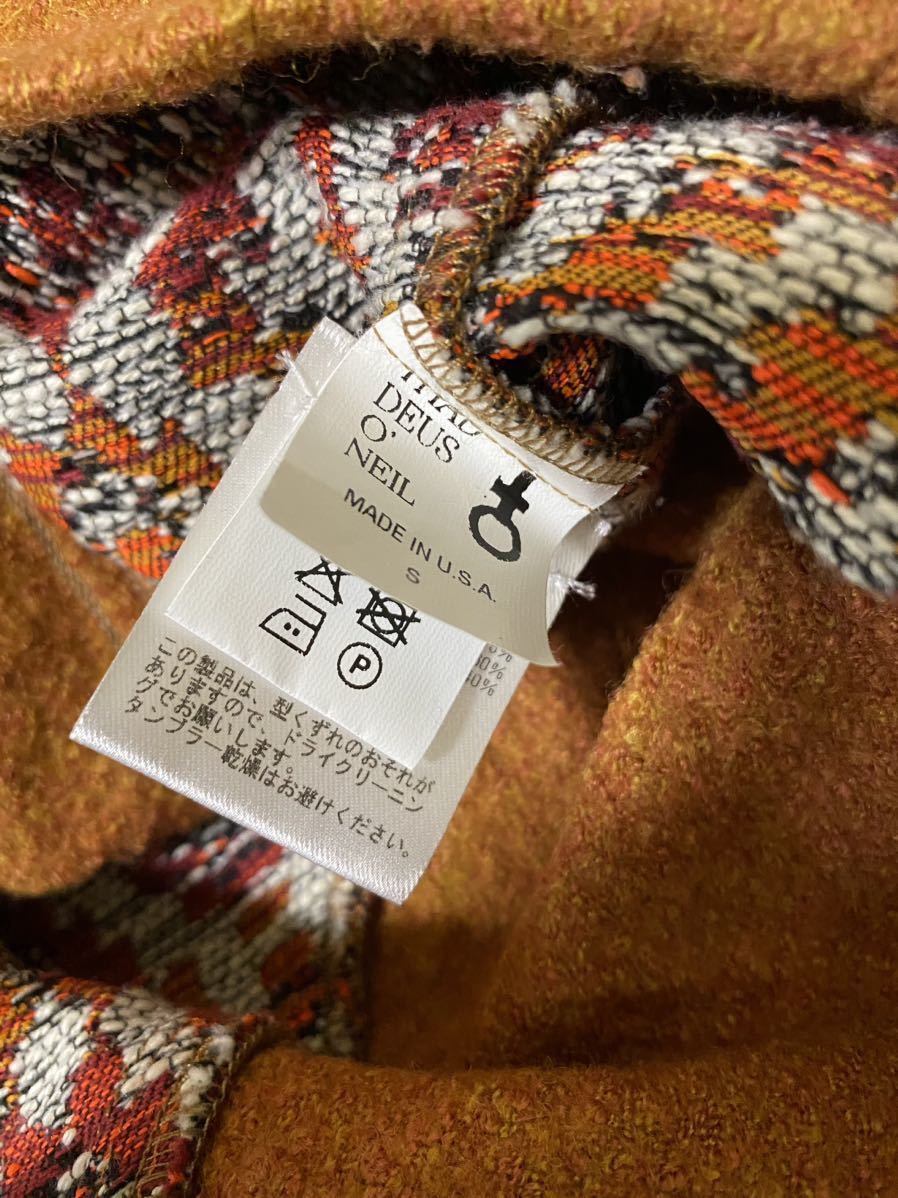 DEUS
O'
NEIL
MADE IN U.S.A.
S
P
この製品は、型くずれのおそれが
ありますので、ドライクリーニン
グでお願いします。
タンブラー乾燥はお避けください。